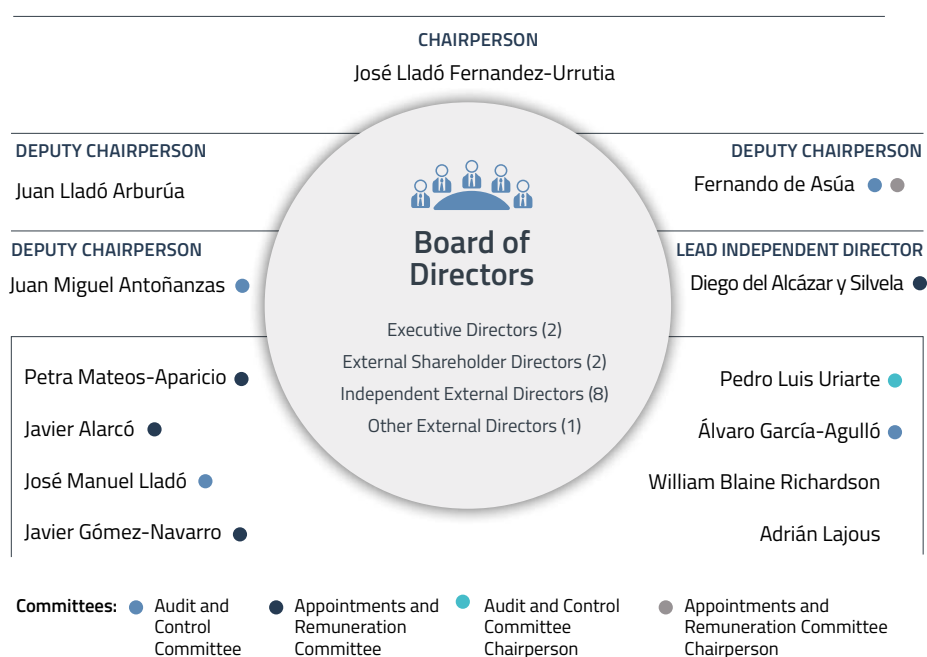 CHAIRPERSON
José Lladó Fernandez-Urrutia
DEPUTY CHAIRPERSON
Juan Lladó Arburúa
DEPUTY CHAIRPERSON
Fernando de Asúa
DEPUTY CHAIRPERSON
Juan Miguel Antoñanzas
LEAD INDEPENDENT DIRECTOR
Diego del Alcázar y Silvela
Board of
Directors
Executive Directors (2)
External Shareholder Directors (2)
Independent External Directors (8)
Other External Directors (1)
Petra Mateos-Aparicio
Javier Alarcó
José Manuel Lladó
Javier Gómez-Navarro
Pedro Luis Uriarte
Álvaro García-Agulló
William Blaine Richardson
Adrián Lajous
Committees:
Audit and
Control
Committee
Appointments and
Remuneration
Committee
Audit and Control
Committee
Chairperson
Appointments and
Remuneration Committee
Chairperson